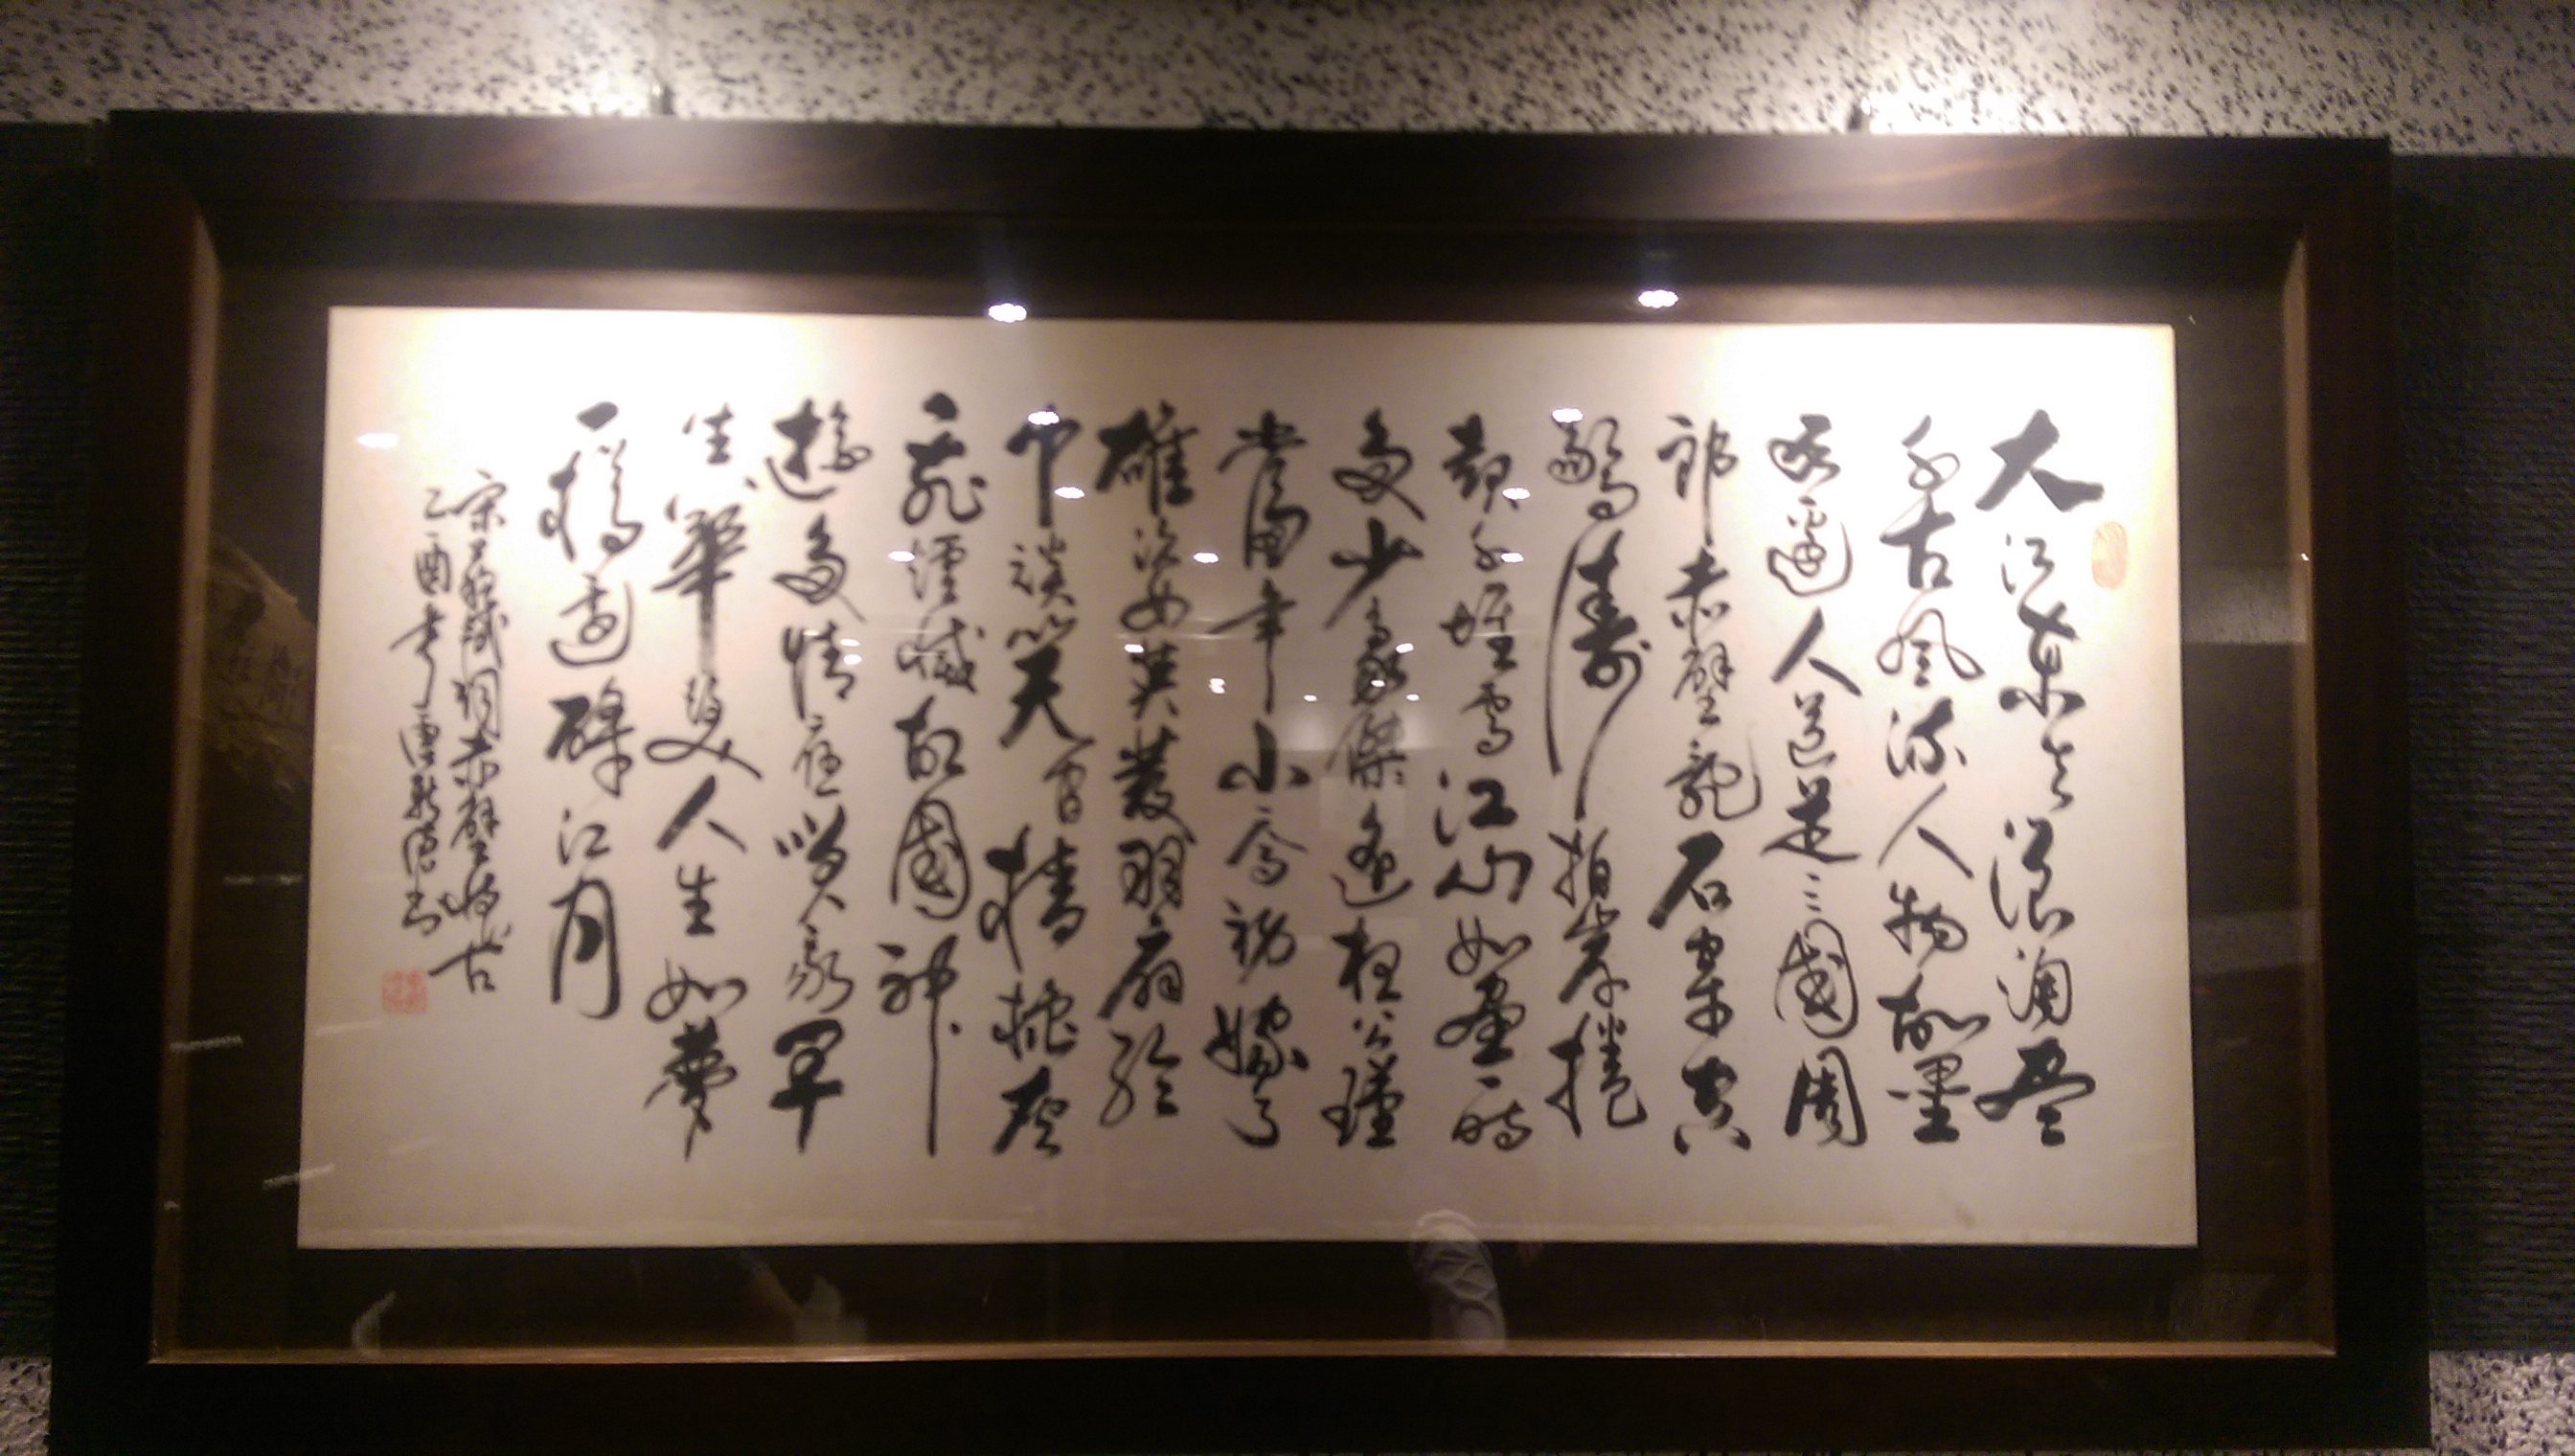 大江東去浪淘盡
千古風流人物故壘
西邊人道是三國周
郎赤壁亂石穿空
驚濤拍岸捲
起千堆雪江山如畫一時
多少豪傑遙想公瑾
當年小喬初嫁了
雄姿英發羽扇綸
巾談笑間檣櫓灰
飛煙滅故國神
遊多情應笑我早
生華髮人生如夢
一樽還酹江月
宋蘇軾詞赤壁懷古
乙酉春